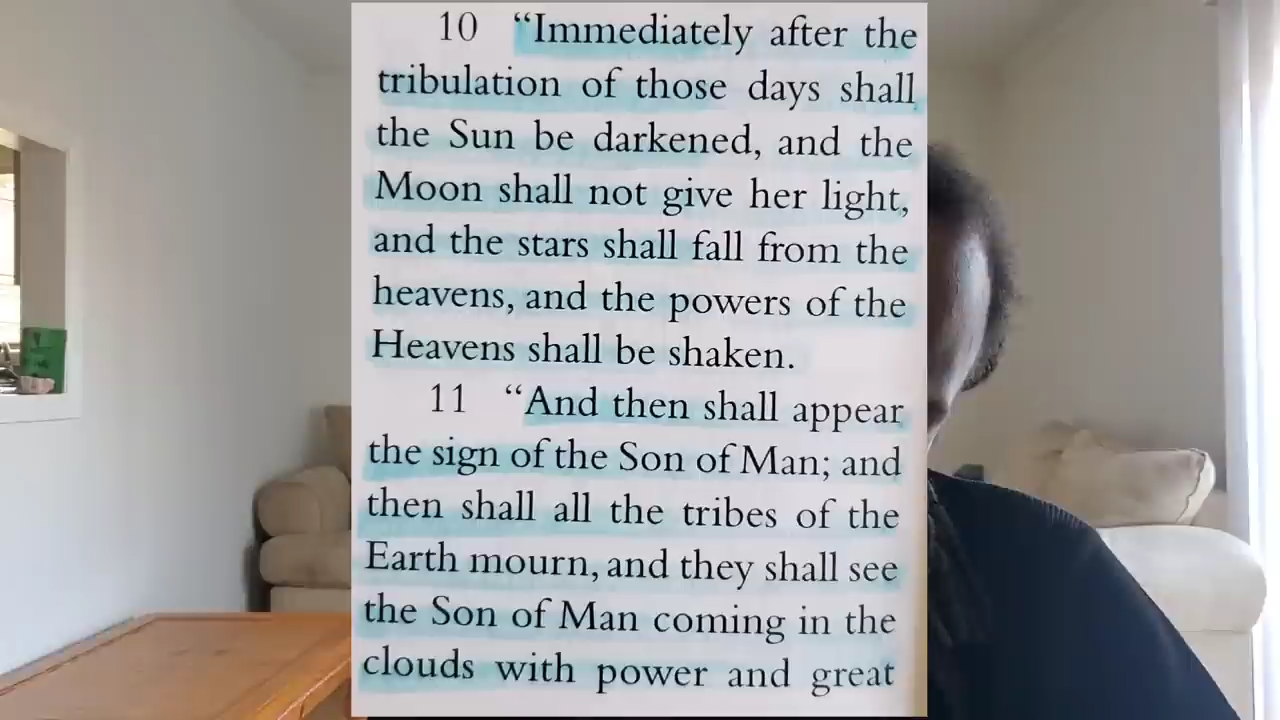 10 “Immediately after the
tribulation of those days shall
the Sun be darkened, and the
Moon shall not give her light,
and the stars shall fall from the
heavens, and the powers of the
Heavens shall be shaken.
11 “And then shall appear
the sign of the Son of Man; and
then shall all the tribes of the
Earth mourn, and they shall see
the Son of Man coming in the
clouds with power and great